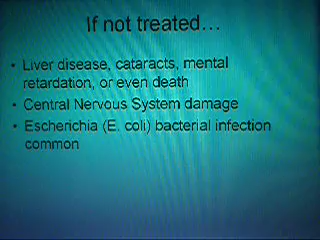 If not treated...
• Liver disease, cataracts, mental
retardation, or even death
• Central Nervous System damage
• Escherichia (E. coli) bacterial infection
common